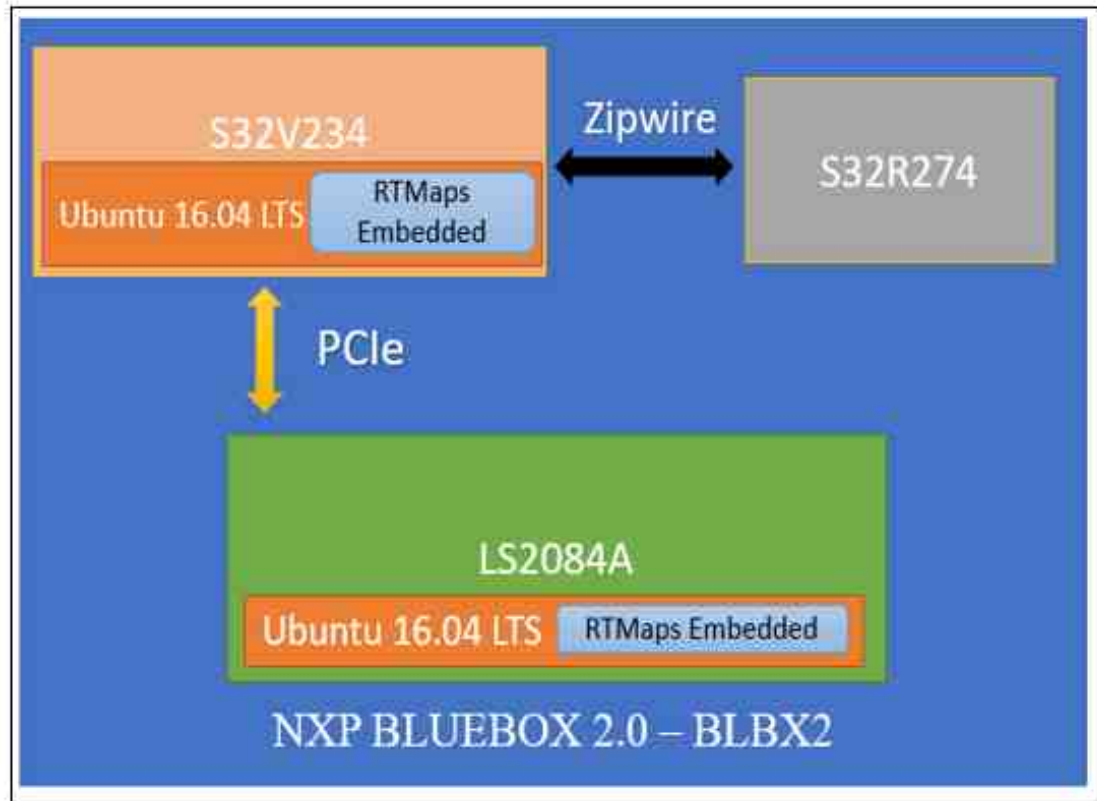 S32V234
Ubuntu 16.04 LTS
RTMaps
Embedded
Zipwire
S32R274
PCIe
LS2084A
Ubuntu 16.04 LTS
RTMaps Embedded
NXP BLUEBOX 2.0 – BLBX2